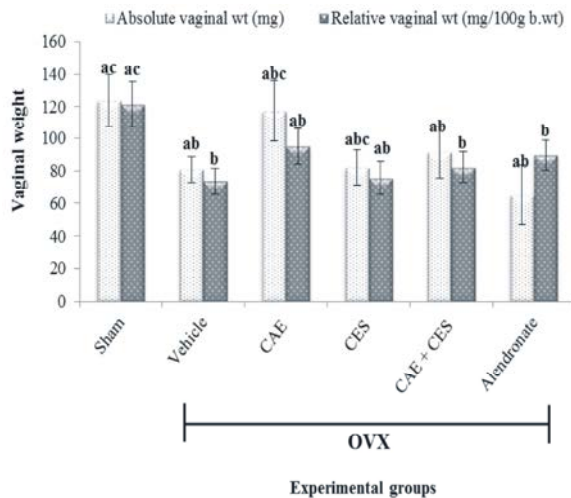 Absolute vaginal wt (mg) Relative vaginal wt (mg/100g b.wt)
Vaginal weight
160
140
120
100
80
60
40
20
0
ac ac
ab b
abc ab
abc ab
ab b
ab b
Sham
Vehicle
CAE
CES
CAE + CES
Alendronate
OVX
Experimental groups